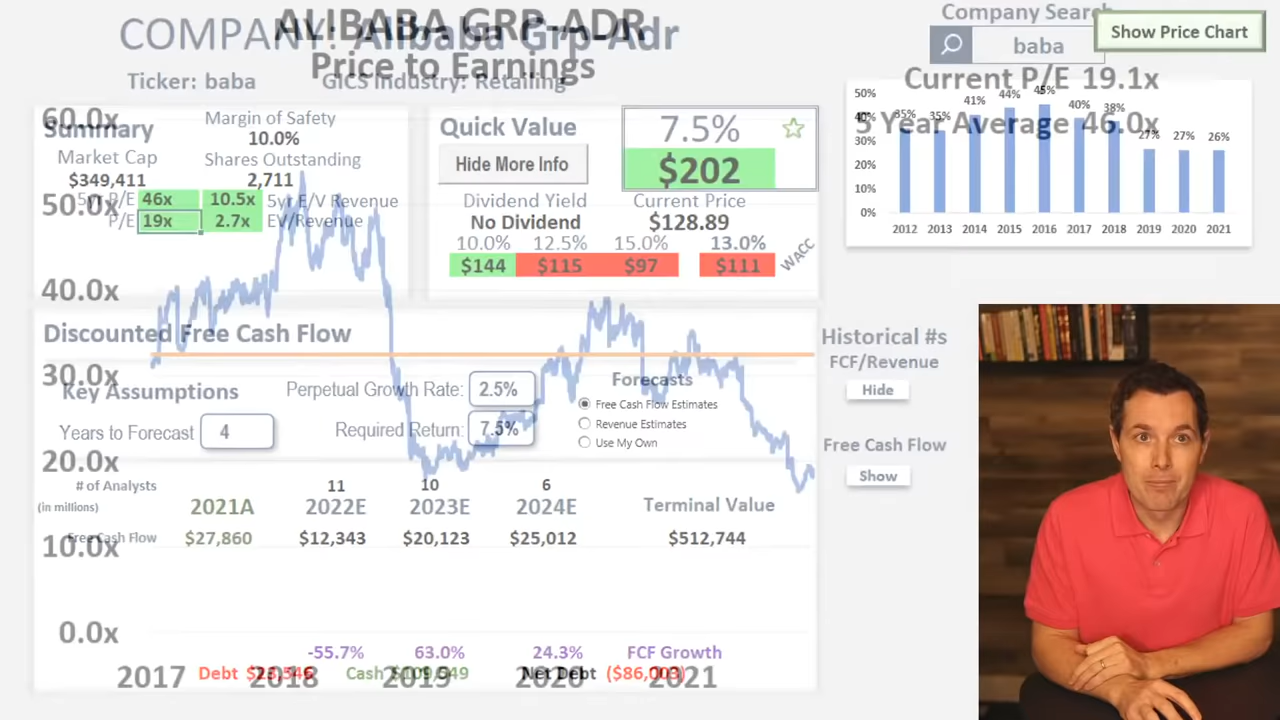 COMPANY: Alibaba Grp-Adr
ALIBABA GRP-ADR
Price to Earnings
Ticker: baba
GICS Industry: Retailing
Company Search
baba
Show Price Chart
Current P/E 19.1x
5 Year Average 46.0x
Summary
Margin of Safety
10.0%
Market Cap
$349,411
Shares Outstanding
2,711
5yr P/E 46x 10.5x 5yr E/V Revenue
P/E 19x 2.7x EV/Revenue
Quick Value
Hide More Info
7.5%
$202
Dividend Yield
No Dividend
Current Price
$128.89
10.0% 12.5% 15.0% 13.0%
$144 $115 $97 $111
WACC
50%
40%
30%
20%
10%
0%
35% 35% 41% 44% 45% 40% 38% 27% 27% 26%
2012 2013 2014 2015 2016 2017 2018 2019 2020 2021
60.0x
50.0x
40.0x
30.0x
20.0x
10.0x
0.0x
2017 2018 2019 2020 2021
Discounted Free Cash Flow
Key Assumptions
Years to Forecast 4
Perpetual Growth Rate: 2.5%
Required Return: 7.5%
Forecasts
Free Cash Flow Estimates
Revenue Estimates
Use My Own
Historical #s
FCF/Revenue
Hide
Free Cash Flow
Show
# of Analysts 11 10 6
(in millions) 2021A 2022E 2023E 2024E Terminal Value
Free Cash Flow $27,860 $12,343 $20,123 $25,012 $512,744
-55.7% 63.0% 24.3% FCF Growth
Debt Cash Net Debt